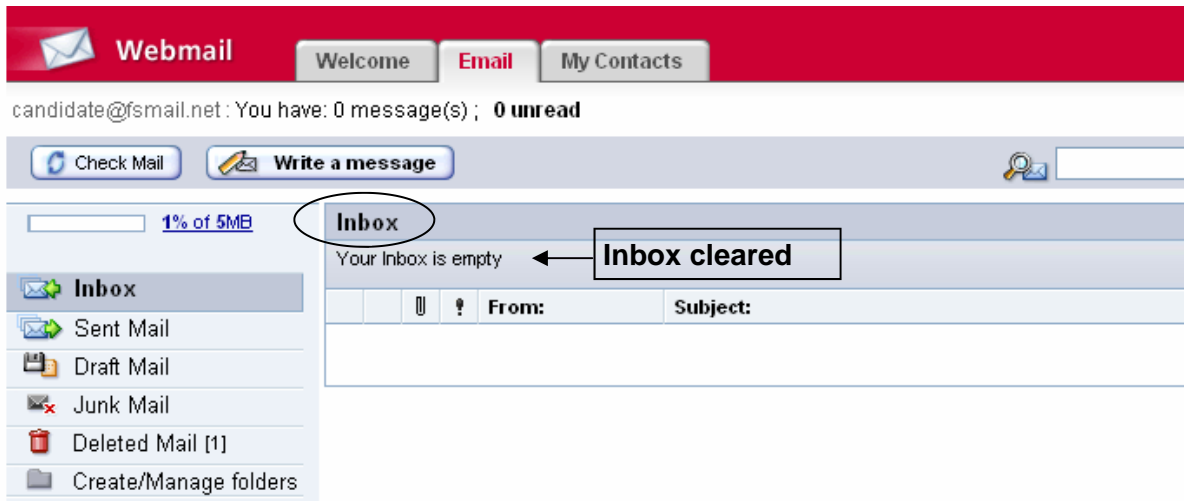 Webmail
Welcome Email My Contacts
candidate@fsmail.net : You have: 0 message(s) ; 0 unread
Check Mail Write a message
1% of 5MB
Inbox
Your Inbox is empty Inbox cleared
From: Subject:
Inbox
Sent Mail
Draft Mail
Junk Mail
Deleted Mail [1]
Create/Manage folders